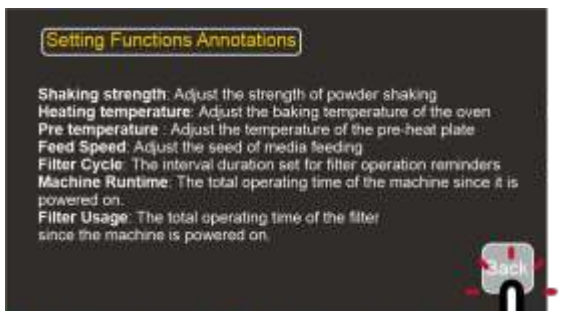 Setting Functions Annotations
Shaking strength: Adjust the strength of powder shaking
Heating temperature: Adjust the baking temperature of the oven
Pre temperature : Adjust the temperature of the pre-heat plate
Feed Speed: Adjust the seed of media feeding
Filter Cycle: The interval duration set for filter operation reminders
Machine Runtime: The total operating time of the machine since it is
powered on.
Filter Usage: The total operating time of the filter
since the machine is powered on.
Back